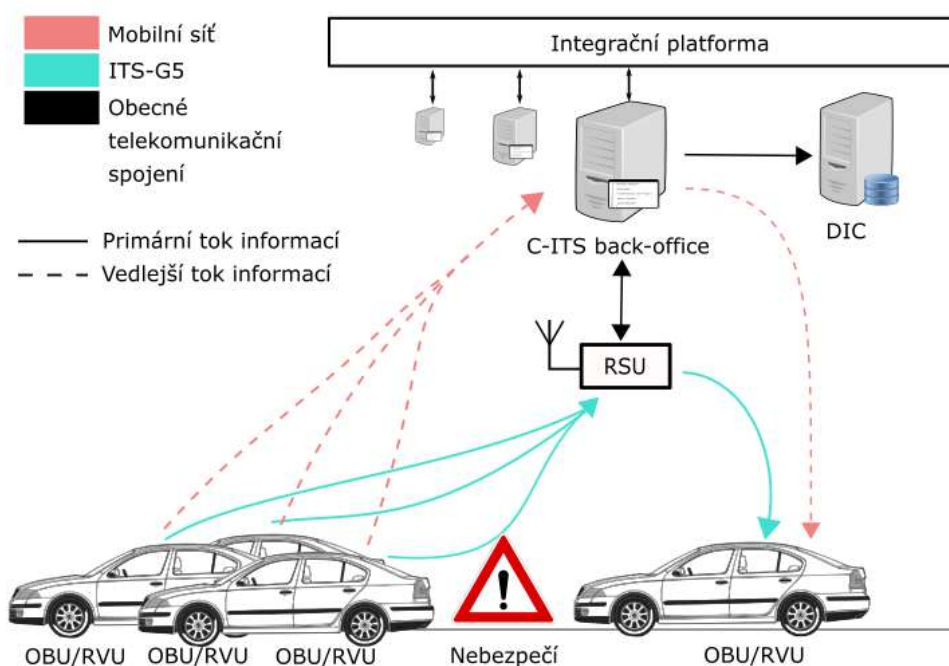 Mobilní síť
ITS-G5
Obecné
telekomunikační
spojení
Primární tok informací
Vedlejší tok informací
Integrační platforma
C-ITS back-office
DIC
RSU
OBU/RVU
OBU/RVU
OBU/RVU
Nebezpečí
OBU/RVU